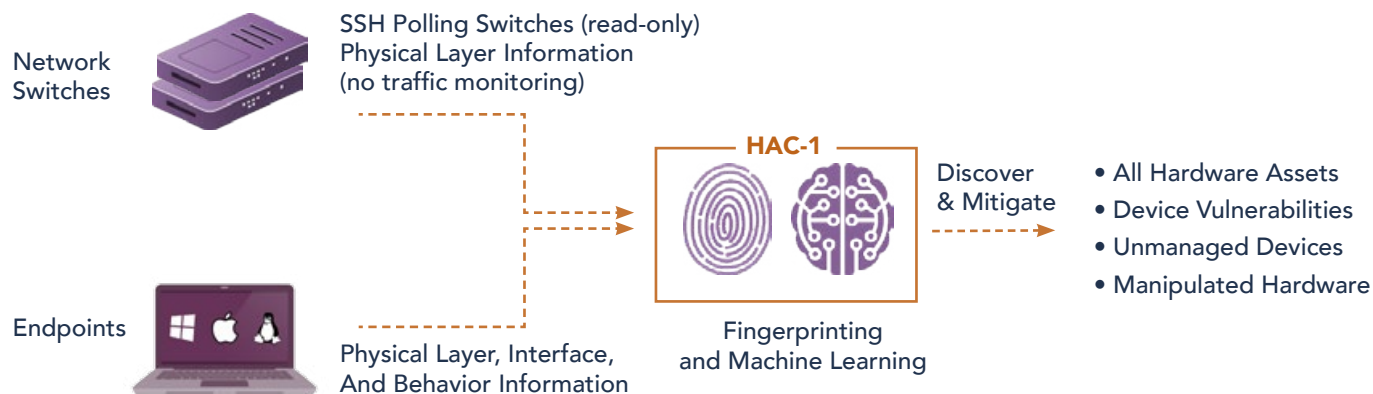 Network
Switches
SSH Polling Switches (read-only)
Physical Layer Information
(no traffic monitoring)
HAC-1
Discover
& Mitigate
• All Hardware Assets
• Device Vulnerabilities
• Unmanaged Devices
• Manipulated Hardware
Endpoints
Physical Layer, Interface,
And Behavior Information
Fingerprinting
and Machine Learning